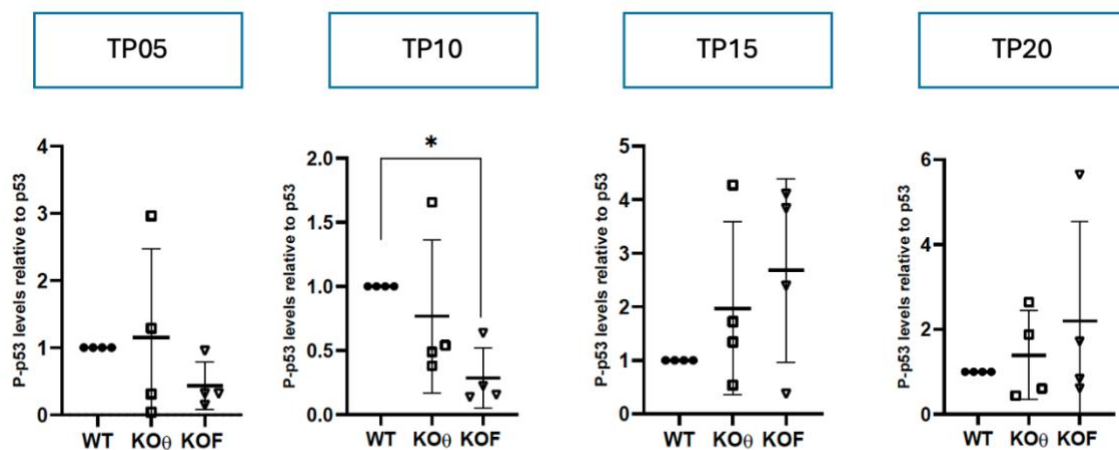 TP05
TP10
TP15
TP20
P-p53 levels relative to p53
4
3
2
1
0
WT KOθ KOF
P-p53 levels relative to p53
2.0
1.5
1.0
0.5
0.0
*
WT KOθ KOF
P-p53 levels relative to p53
5
4
3
2
1
0
WT KOθ KOF
P-p53 levels relative to p53
6
4
2
0
WT KOθ KOF